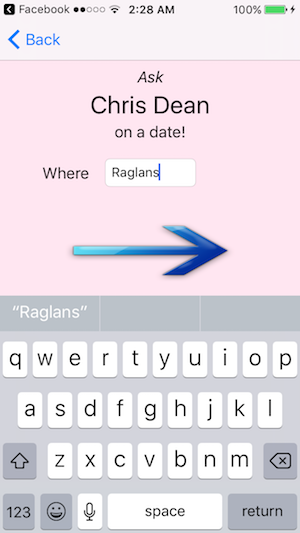 Facebook 2:28 AM 100%
Back
Ask
Chris Dean
on a date!
Where Raglans
“Raglans”
q w e r t y u i o p
a s d f g h j k l
z x c v b n m
123 space return